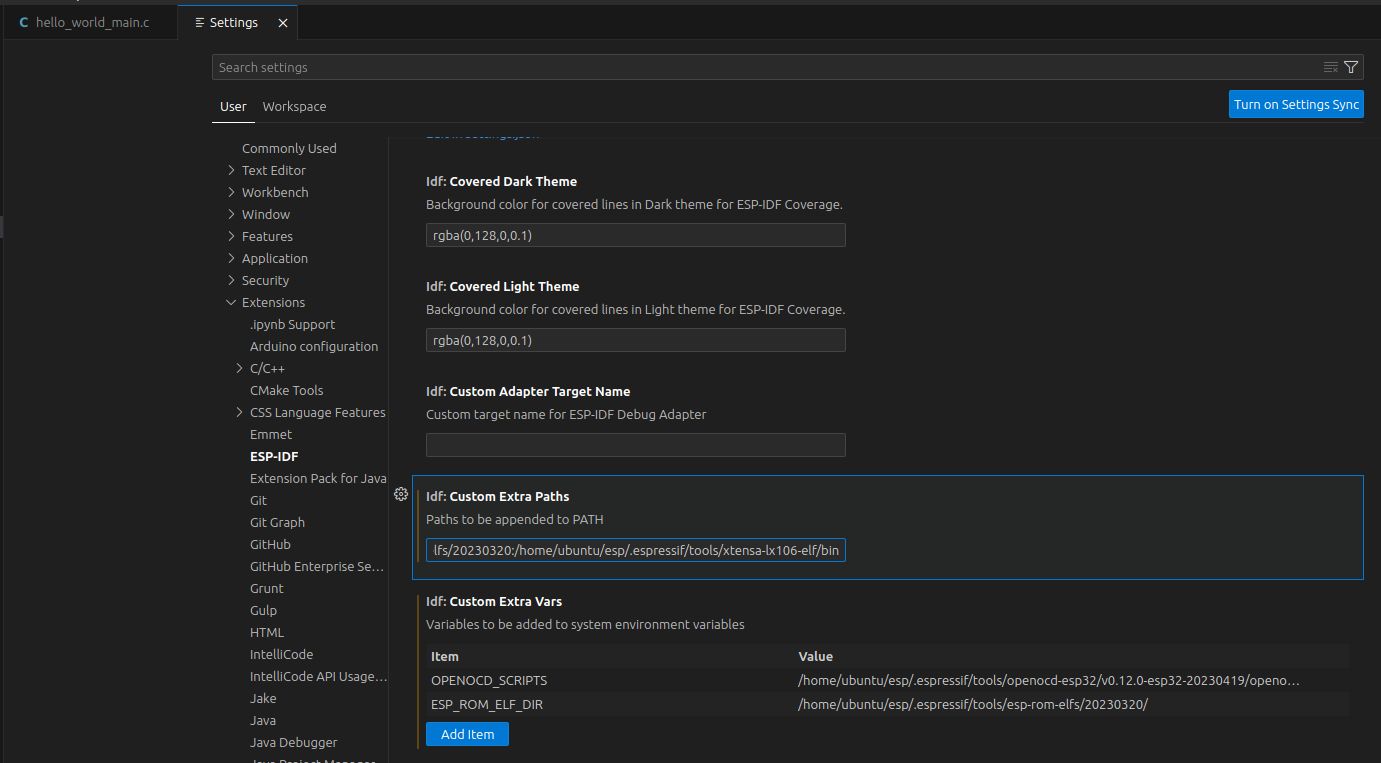 hello_world_main.c
Settings
Search settings
User Workspace
Turn on Settings Sync
Commonly Used
Text Editor
Workbench
Window
Features
Application
Security
Extensions
.ipynb Support
Arduino configuration
C/C++
CMake Tools
CSS Language Features
Emmet
ESP-IDF
Extension Pack for Java
Git
Git Graph
GitHub
GitHub Enterprise Se...
Grunt
Gulp
HTML
IntelliCode
IntelliCode API Usage...
Jake
Java
Java Debugger
Idf: Covered Dark Theme
Background color for covered lines in Dark theme for ESP-IDF Coverage.
rgba(0,128,0,0.1)
Idf: Covered Light Theme
Background color for covered lines in Light theme for ESP-IDF Coverage.
rgba(0,128,0,0.1)
Idf: Custom Adapter Target Name
Custom target name for ESP-IDF Debug Adapter
Idf: Custom Extra Paths
Paths to be appended to PATH
lfs/20230320:/home/ubuntu/esp/.espressif/tools/xtensa-lx106-elf/bin
Idf: Custom Extra Vars
Variables to be added to system environment variables
Item Value
OPENOCD_SCRIPTS /home/ubuntu/esp/.espressif/tools/openocd-esp32/v0.12.0-esp32-20230419/openo...
ESP_ROM_ELF_DIR /home/ubuntu/esp/.espressif/tools/esp-rom-elfs/20230320/
Add Item